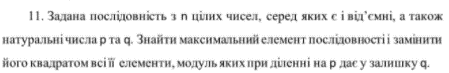 11. Задана послідовність з n цілих чисел, серед яких є і від’ємні, а також
натуральні числа p та q. Знайти максимальний елемент послідовності і замінити
його квадратом всі її елементи, модуль яких при діленні на p дає у залишку q.